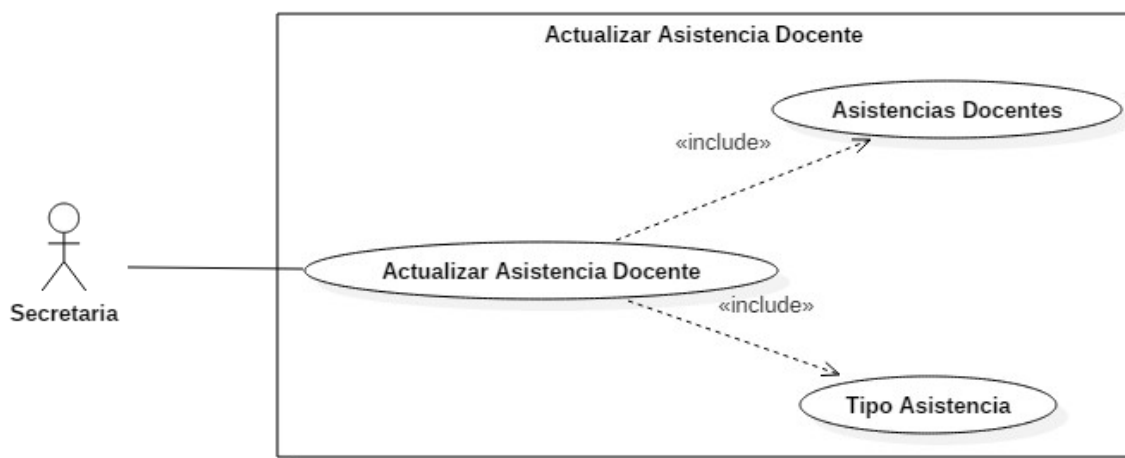 Actualizar Asistencia Docente
Asistencias Docentes
«include»
Actualizar Asistencia Docente
Secretaria
«include»
Tipo Asistencia